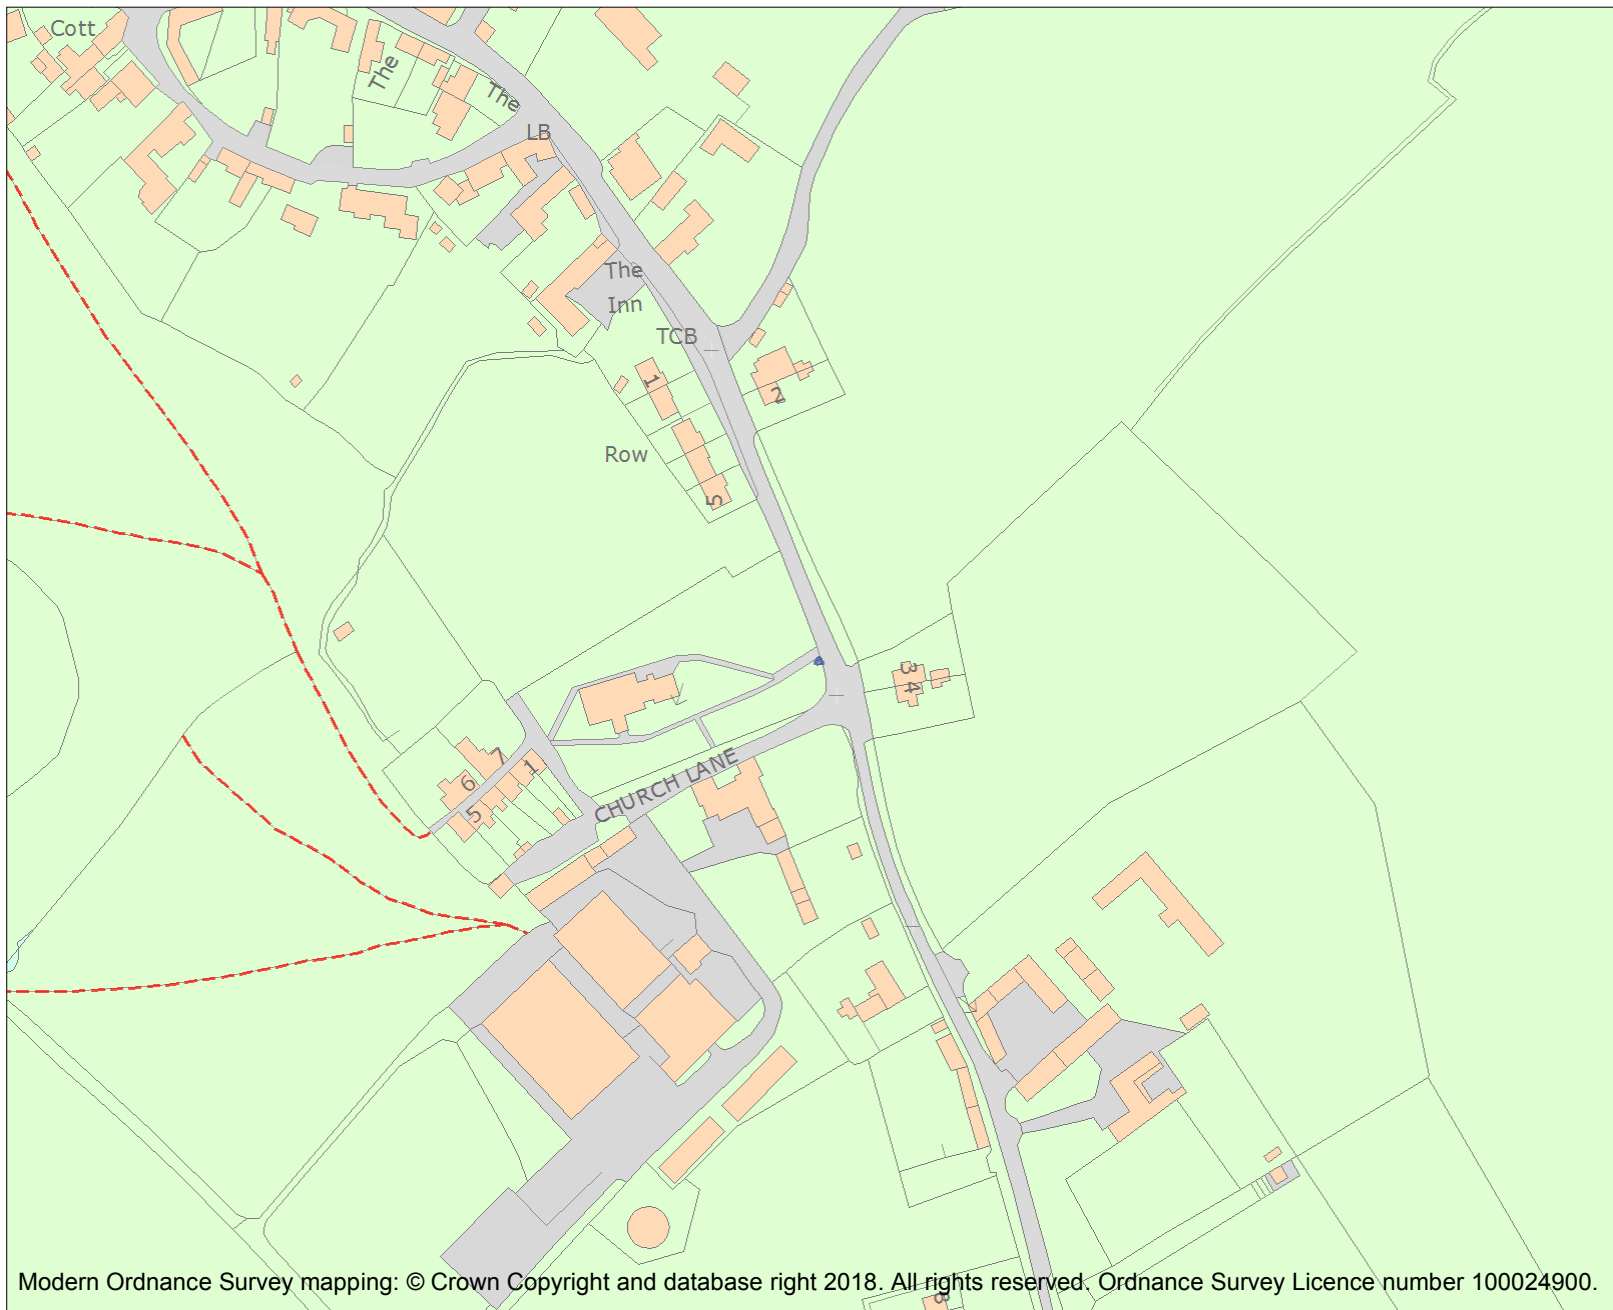 Cott
The
The
LB
The
Inn
TCB
1
2
Row
5
3
4
7
1
6
5
CHURCH LANE
8
Modern Ordnance Survey mapping: © Crown Copyright and database right 2018. All rights reserved. Ordnance Survey Licence number 100024900.